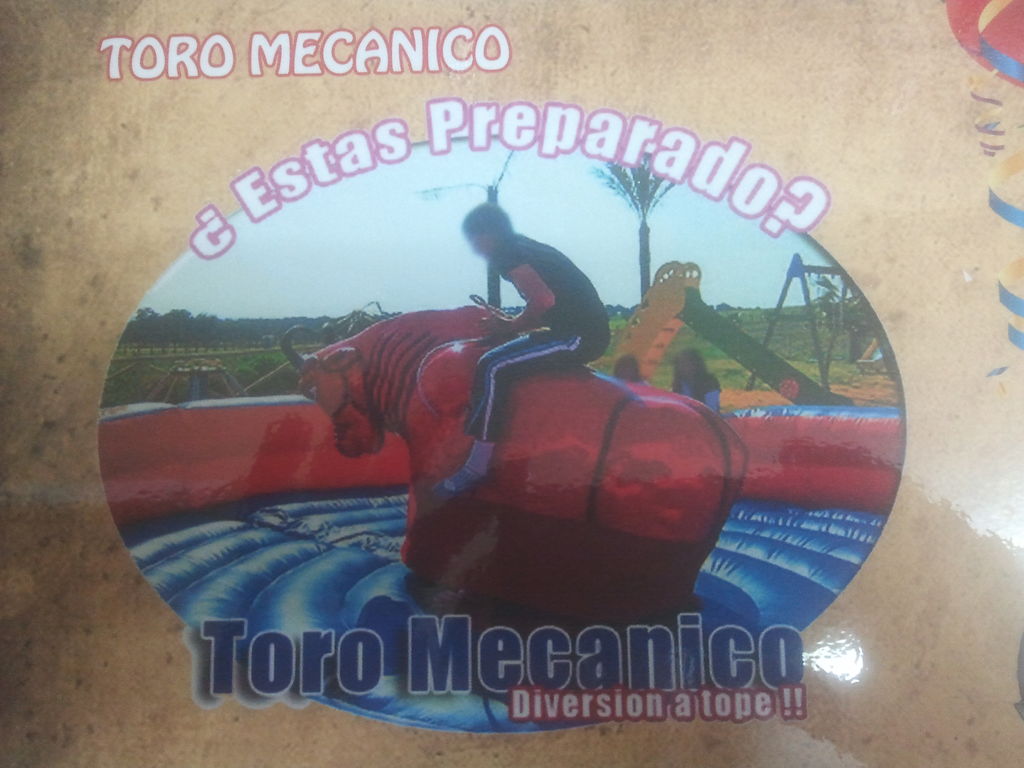 TORO MECANICO
¿Estas Preparado?
Toro Mecanico
Diversion a tope !!